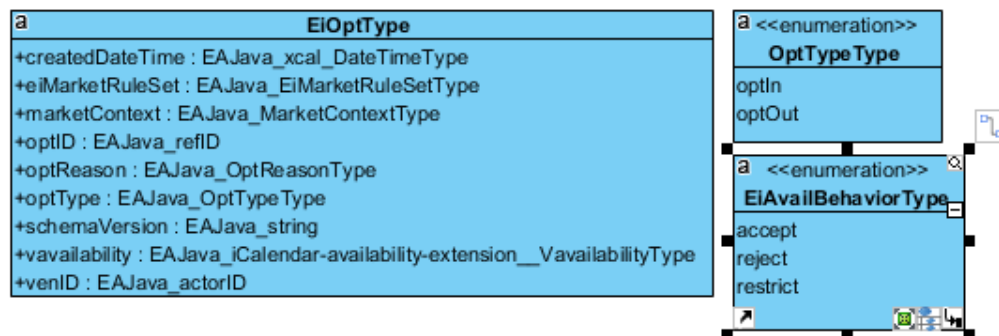 a
EiOptType
+createdDateTime : EAJava_xcal_DateTimeType
+eiMarketRuleSet : EAJava_EiMarketRuleSetType
+marketContext : EAJava_MarketContextType
+optID : EAJava_refID
+optReason : EAJava_OptReasonType
+optType : EAJava_OptTypeType
+schemaVersion : EAJava_string
+vavailability : EAJava_iCalendar-availability-extension__VavailabilityType
+venID : EAJava_actorID
a <<enumeration>>
OptTypeType
optIn
optOut
a <<enumeration>>
EiAvailBehaviorType
accept
reject
restrict